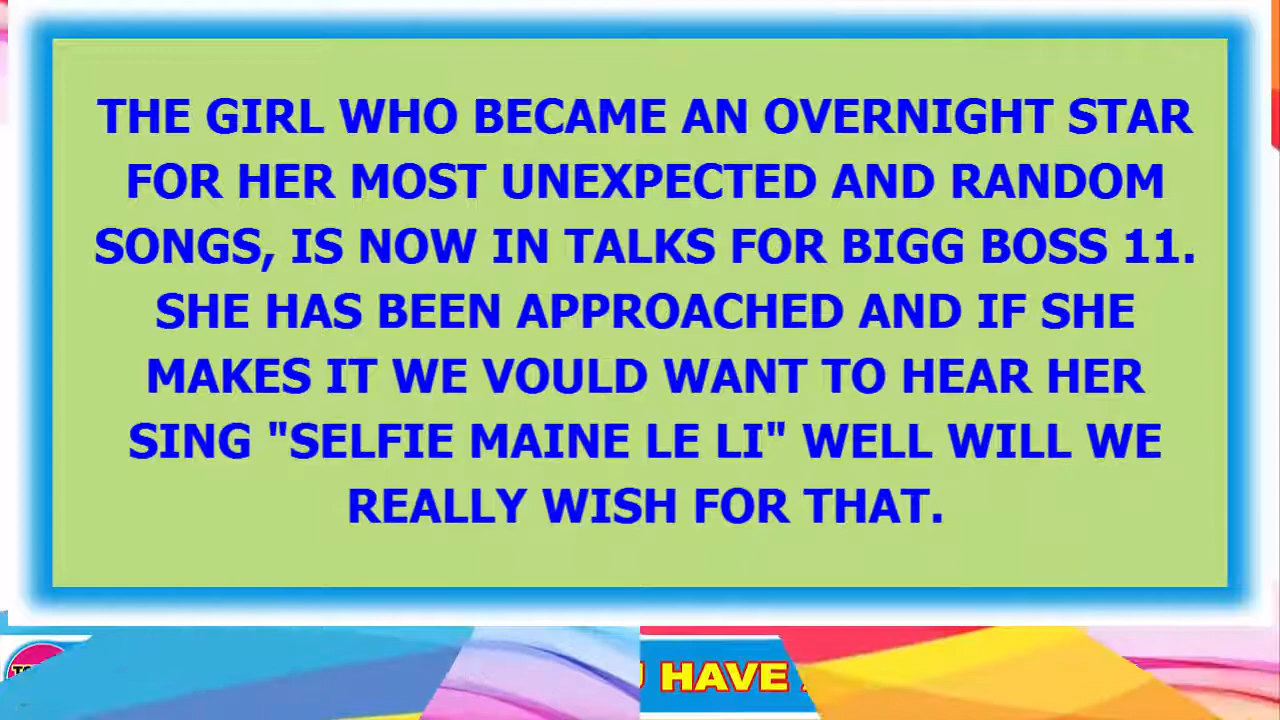 THE GIRL WHO BECAME AN OVERNIGHT STAR
FOR HER MOST UNEXPECTED AND RANDOM
SONGS, IS NOW IN TALKS FOR BIGG BOSS 11.
SHE HAS BEEN APPROACHED AND IF SHE
MAKES IT WE VOULD WANT TO HEAR HER
SING "SELFIE MAINE LE LI" WELL WILL WE
REALLY WISH FOR THAT.
HAVE